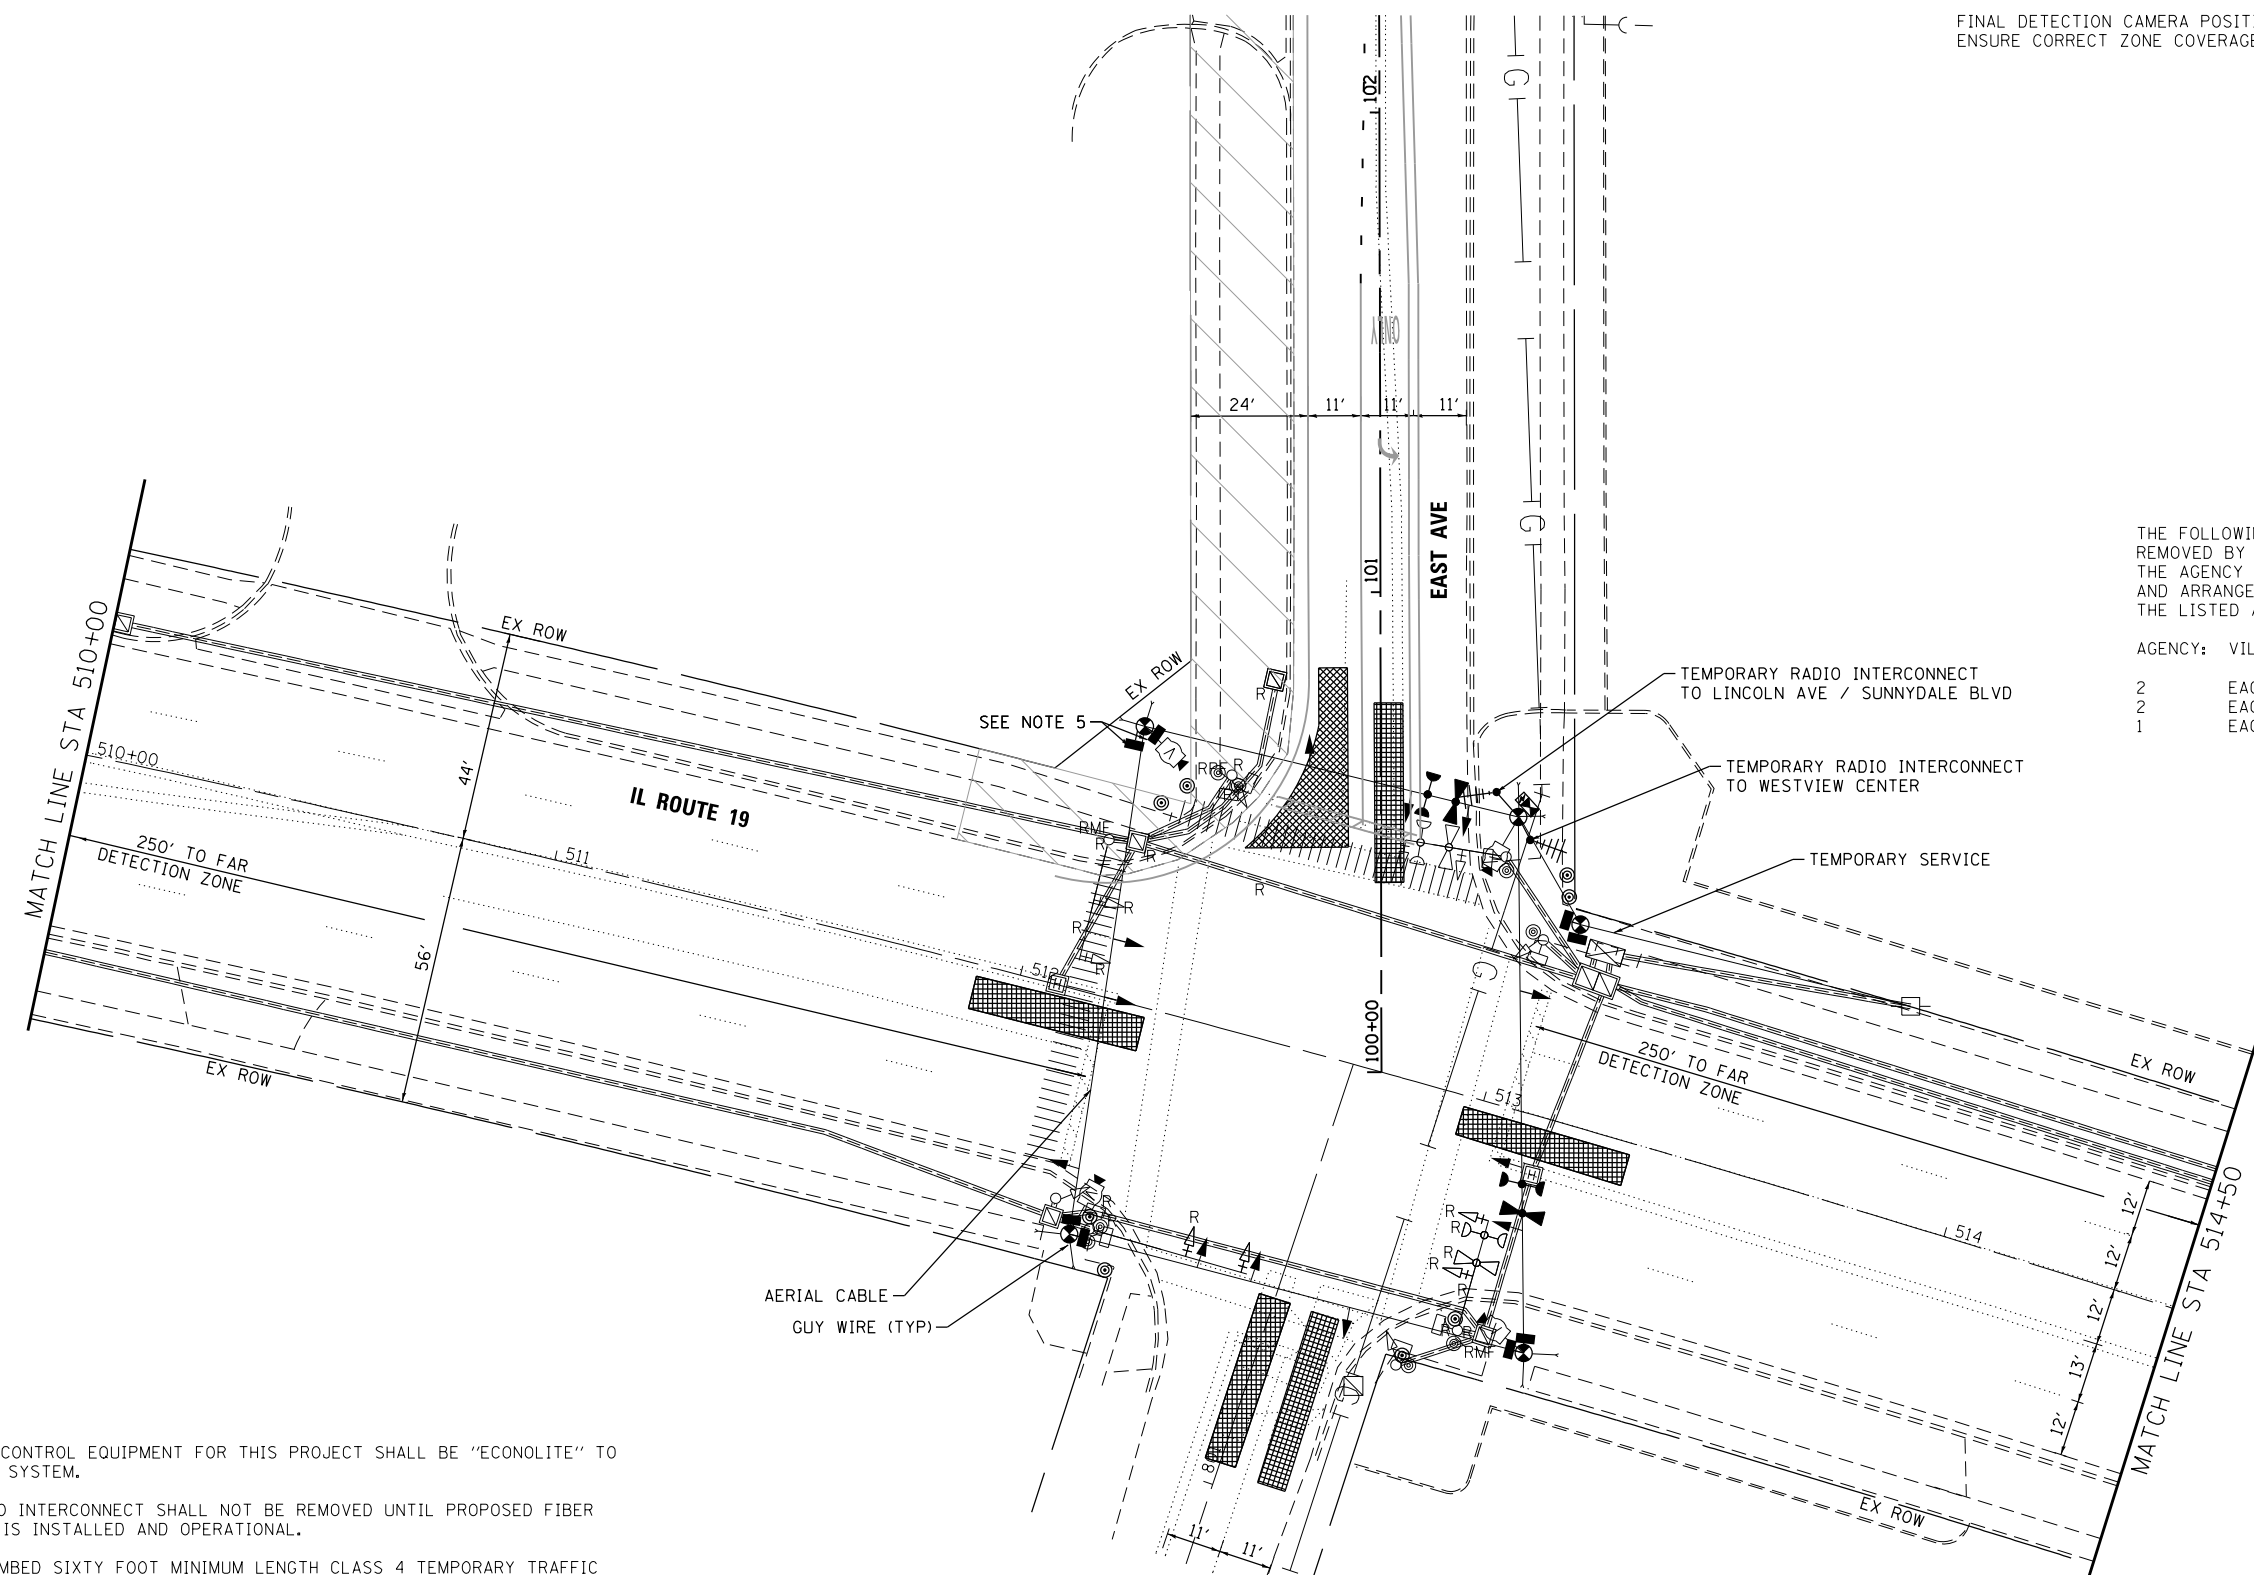 FINAL DETECTION CAMERA POSIT
ENSURE CORRECT ZONE COVERAGE
102
G
ONLY
24' 11' 11' 11'
EAST AVE
G
101
THE FOLLOWI
REMOVED BY
THE AGENCY
AND ARRANGE
THE LISTED
AGENCY: VIL
2 EAC
2 EAC
1 EAC
MATCH LINE STA 510+00
EX ROW
EX ROW
44'
56'
SEE NOTE 5
TEMPORARY RADIO INTERCONNECT
TO LINCOLN AVE / SUNNYDALE BLVD
TEMPORARY RADIO INTERCONNECT
TO WESTVIEW CENTER
TEMPORARY SERVICE
510+00
IL ROUTE 19
250' TO FAR
DETECTION ZONE
511
R
R
RMF
R
R
R
R
R
R
512
H
G
100+00
250' TO FAR
DETECTION ZONE
513
514
EX ROW
EX ROW
H
R
R
R
R
R
R
R
RMF
AERIAL CABLE
GUY WIRE (TYP)
12'
12'
12'
13'
12'
MATCH LINE STA 514+50
EX ROW
11' 11'
CONTROL EQUIPMENT FOR THIS PROJECT SHALL BE "ECONOLITE" TO
SYSTEM.
O INTERCONNECT SHALL NOT BE REMOVED UNTIL PROPOSED FIBER
IS INSTALLED AND OPERATIONAL.
MBED SIXTY FOOT MINIMUM LENGTH CLASS 4 TEMPORARY TRAFFIC